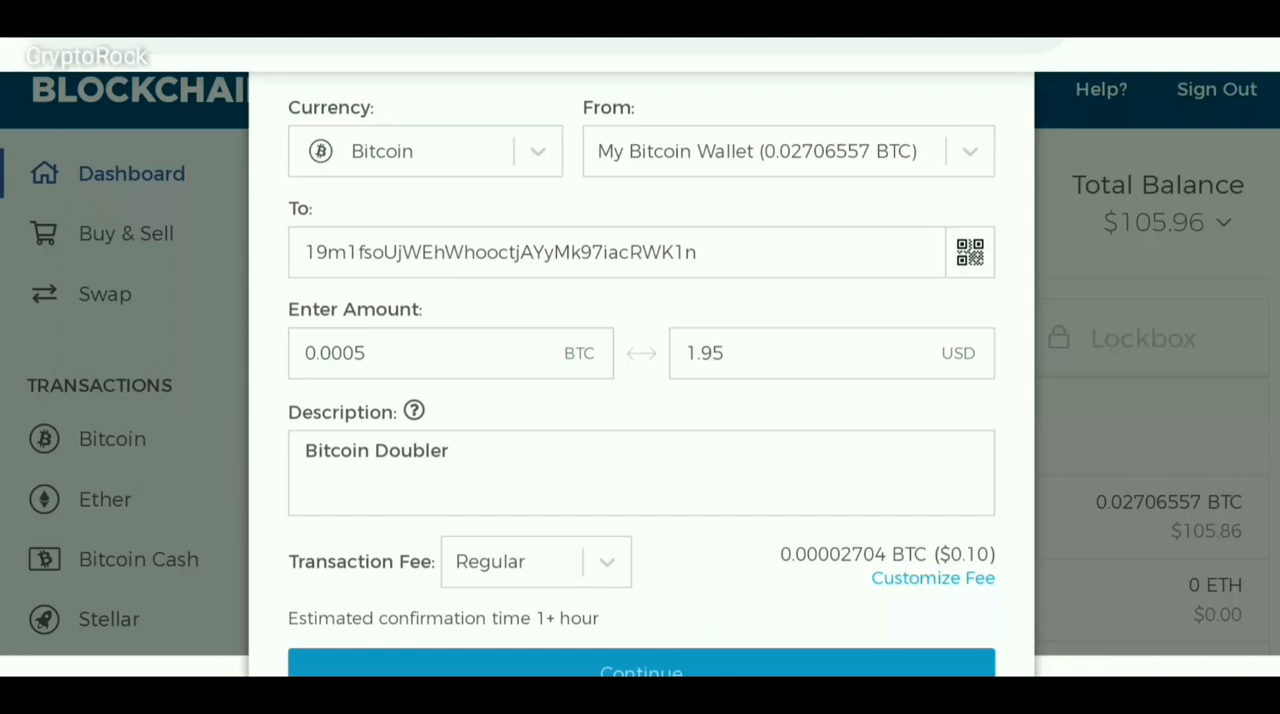 CryptoRock
BLOCKCHAI
Help?
Sign Out
Currency:
From:
Bitcoin
My Bitcoin Wallet (0.02706557 BTC)
Dashboard
Total Balance
$105.96
To:
Buy & Sell
19m1fsoUjWEhWhooctjAYyMk97iacRWK1n
Swap
Enter Amount:
0.0005 BTC
1.95 USD
Lockbox
TRANSACTIONS
Description:
Bitcoin
Bitcoin Doubler
Ether
0.02706557 BTC
$105.86
Bitcoin Cash
Transaction Fee:
Regular
0.00002704 BTC ($0.10)
Customize Fee
0 ETH
$0.00
Stellar
Estimated confirmation time 1+ hour
Continue